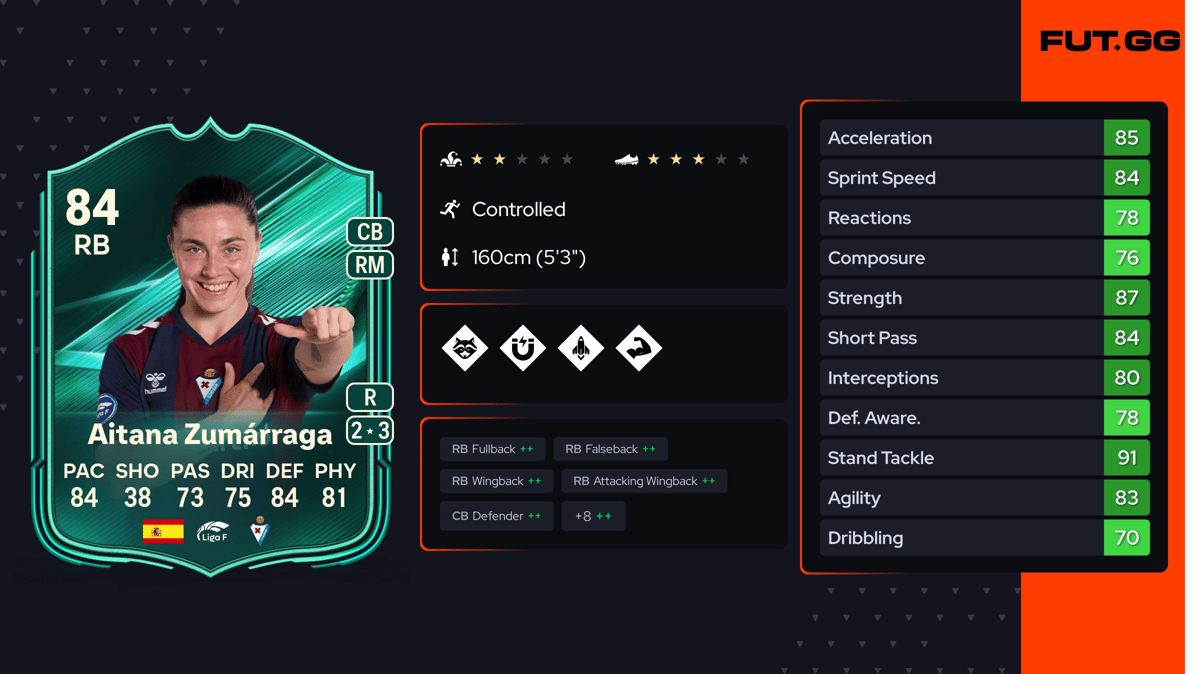 FUT.GG
84
RB
CB
RM
R
2★3
Aitana Zumárraga
PAC SHO PAS DRI DEF PHY
84 38 73 75 84 81
Liga F
hummel
Controlled
160cm (5'3")
RB Fullback ++
RB Falseback ++
RB Wingback ++
RB Attacking Wingback ++
CB Defender ++
+8 ++
Acceleration 85
Sprint Speed 84
Reactions 78
Composure 76
Strength 87
Short Pass 84
Interceptions 80
Def. Aware. 78
Stand Tackle 91
Agility 83
Dribbling 70